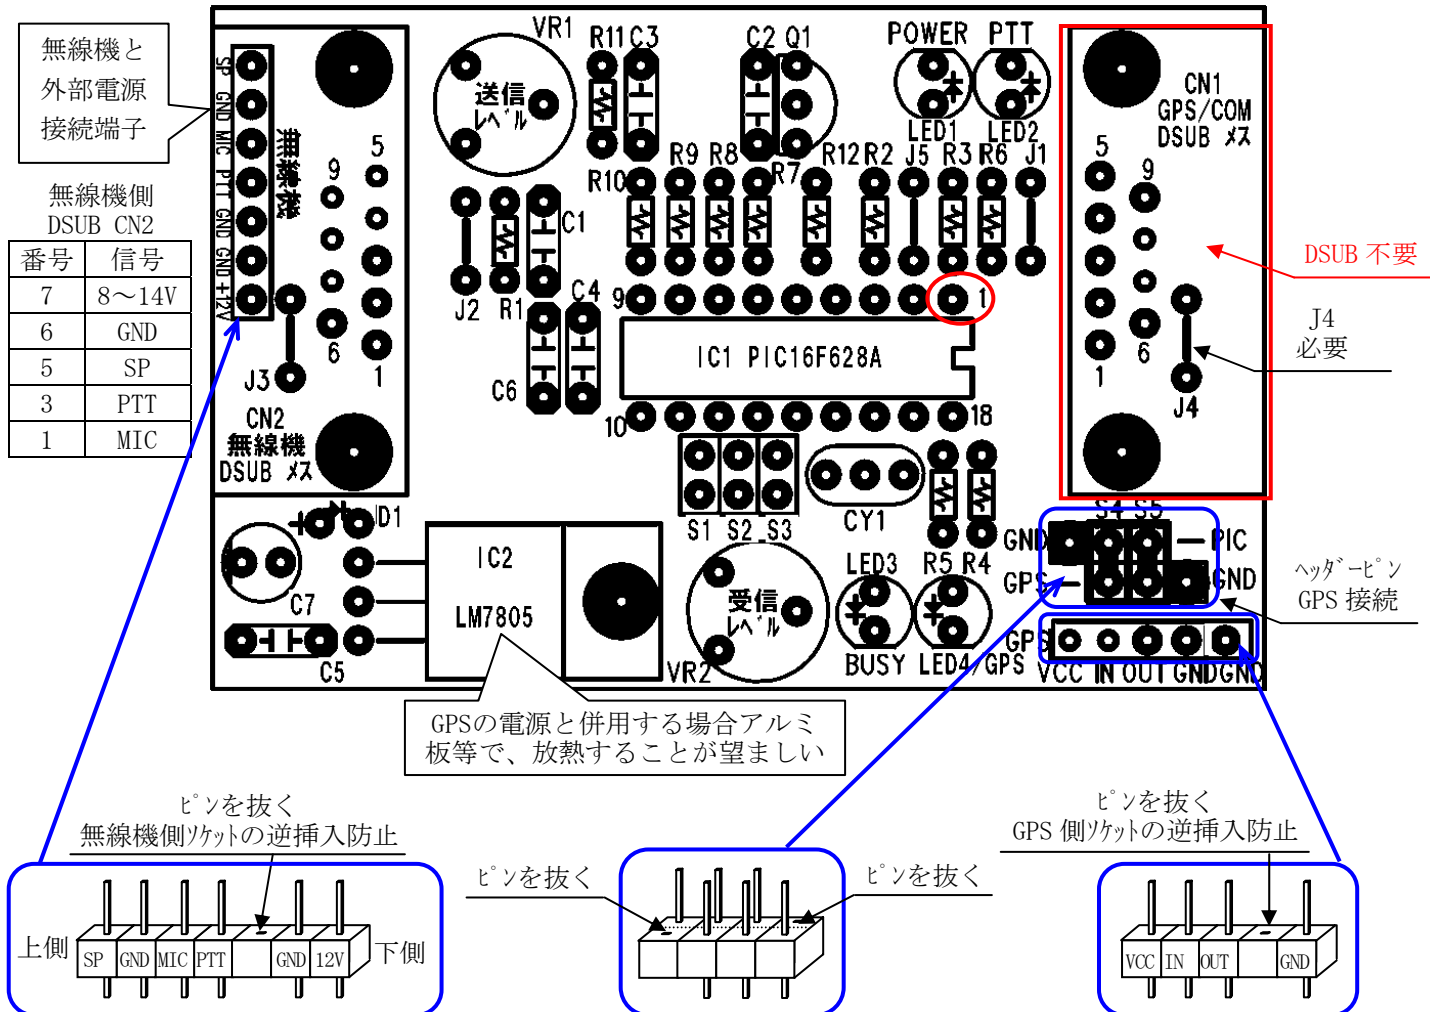 無線機と
外部電源
接続端子
無線機側
DSUB CN2
番号 信号
7 8～14V
6 GND
5 SP
3 PTT
1 MIC
SP
GND
MIC
PTT
GND
GND
+12V
無線機
5
9
6
1
J3
CN2
無線機
DSUB ﾒｽ
VR1
送信
ﾚﾍﾞﾙ
R11 C3
C2 Q1
POWER PTT
LED1 LED2
R10 R9 R8 R7 R12 R2 J5 R3 R6 J1
J2 R1 C1
C4
C6
9
1
IC1 PIC16F628A
10
18
CN1
GPS/COM
DSUB ﾒｽ
5
9
6
1
J4
DSUB 不要
J4
必要
S1 S2 S3
CY1
R5 R4
D1
C7
C5
IC2
LM7805
VR2
受信
ﾚﾍﾞﾙ
LED3
BUSY LED4/GPS
S4 S5
GND
PIC
GPS
GND
GPS
VCC IN OUT GND GND
ﾍｯﾀﾞｰﾋﾟﾝ
GPS 接続
GPSの電源と併用する場合アルミ
板等で、放熱することが望ましい
ﾋﾟﾝを抜く
無線機側ｿｹｯﾄの逆挿入防止
上側
SP GND MIC PTT GND 12V
下側
ﾋﾟﾝを抜く
ﾋﾟﾝを抜く
ﾋﾟﾝを抜く
GPS 側ｿｹｯﾄの逆挿入防止
VCC IN OUT GND